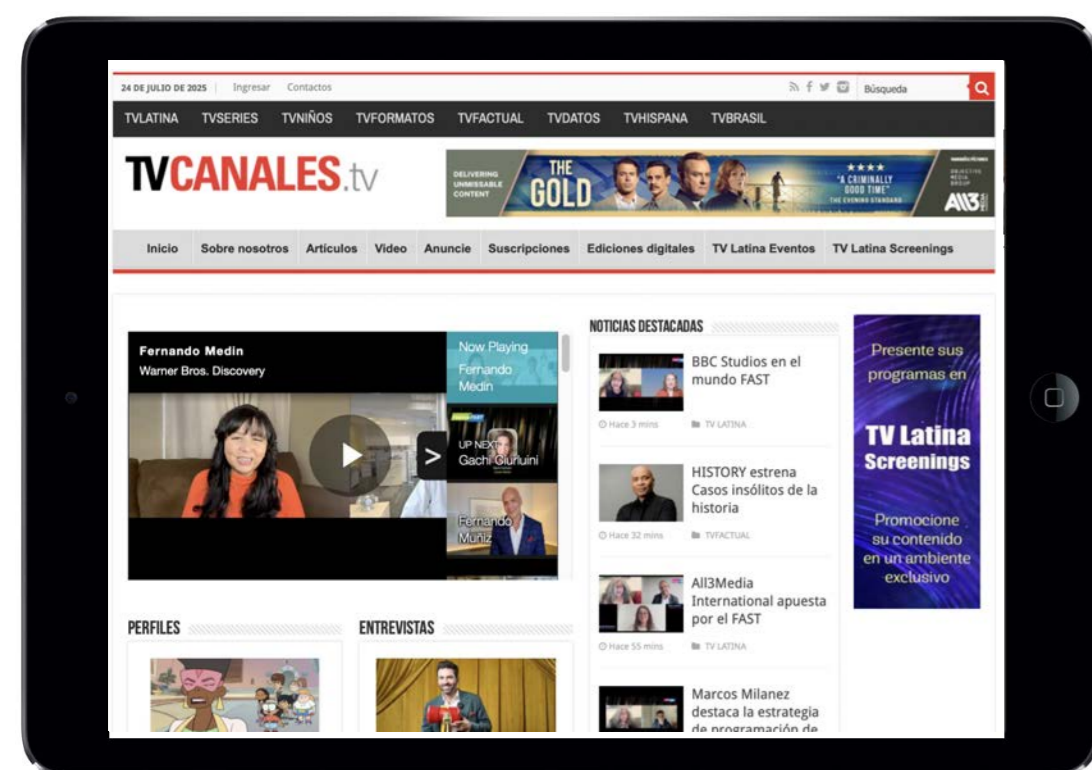 24 DE JULIO DE 2025 Ingresar Contactos Búsqueda
TVLATINA TVSERIES TVNIÑOS TVFORMATOS TVFACTUAL TVDATOS TVHISPANA TVBRASIL
TVCANALES.tv
DELIVERING
UNMISSABLE
CONTENT
THE
GOLD
"A CRIMINALLY
GOOD TIME"
THE EVENING STANDARD
OBJECTIVE
MEDIA
GROUP
All3
Inicio Sobre nosotros Artículos Video Anuncie Suscripciones Ediciones digitales TV Latina Eventos TV Latina Screenings
Fernando Medin
Warner Bros. Discovery
Now Playing
Fernando
Medin
UP NEXT
Gachi Giurluini
Fernando
Muñiz
PERFILES
ENTREVISTAS
NOTICIAS DESTACADAS
BBC Studios en el
mundo FAST
Hace 3 mins TV LATINA
HISTORY estrena
Casos insólitos de la
historia
Hace 32 mins TVFACTUAL
All3Media
International apuesta
por el FAST
Hace 55 mins TV LATINA
Marcos Milanez
destaca la estrategia
de programación de
Presente sus
programas en
TV Latina
Screenings
Promocione
su contenido
en un ambiente
exclusivo